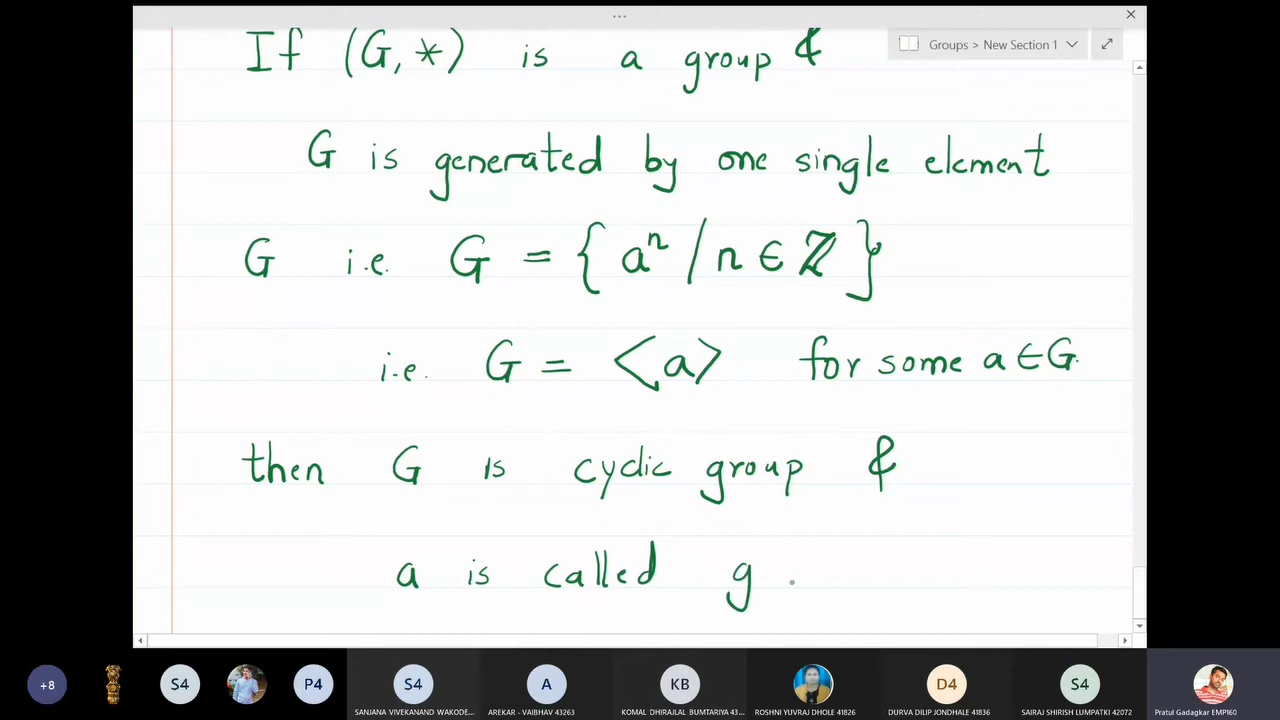 ...
×
Groups > New Section 1
If (G, *) is a group &
G is generated by one single element
G i.e. G = { aⁿ / n ∈ ℤ }
i.e. G = <a> for some a ∈ G.
then G is cyclic group &
a is called g
+8
S4
P4
S4
A
KB
D4
S4
SANJANA VIVEKANAND WAKODE...
AREKAR - VAIBHAV 43263
KOMAL DHIRAJLAL BUMTARIYA 43...
ROSHNI YUVRAJ DHOLE 41826
DURVA DILIP JONDHALE 41836
SAIRAJ SHIRISH LUMPATKI 42072
Pratul Gadagkar EMP160